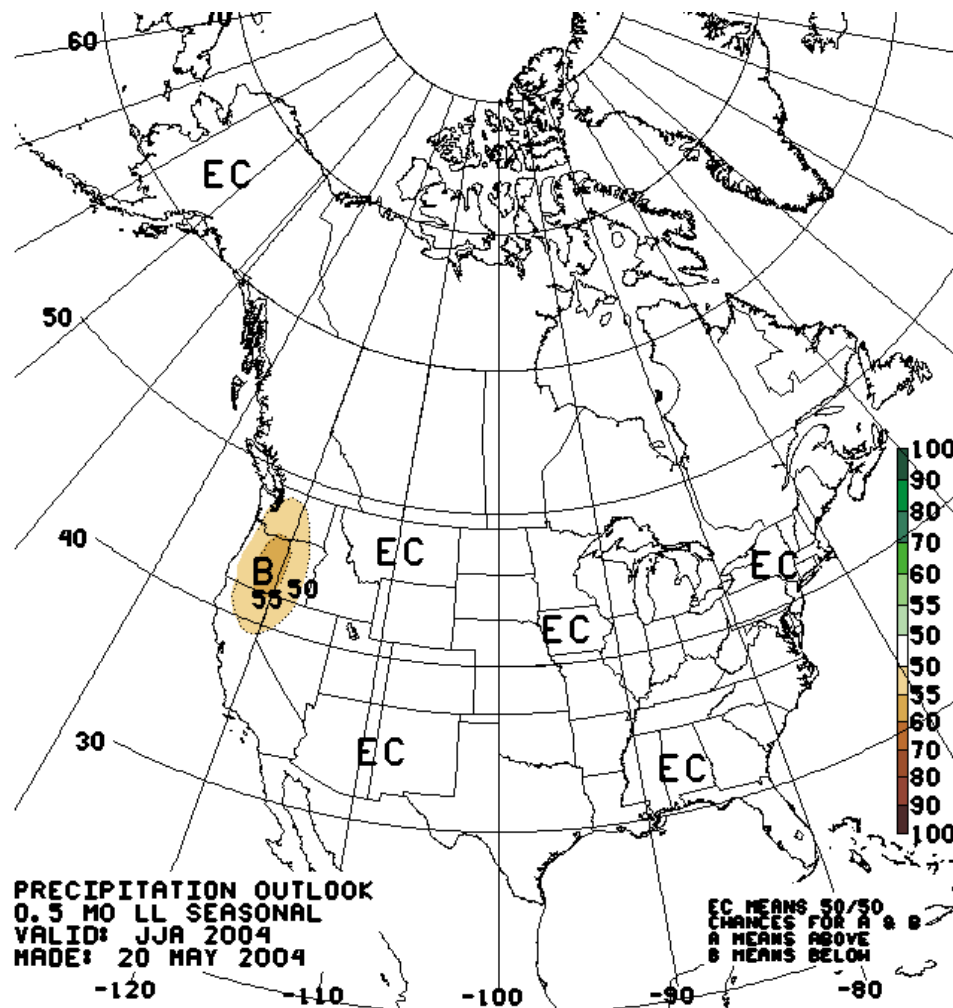 70
60
EC
50
100
90
80
70
60
55
50
50
55
60
70
80
90
100
40
EC
EC
B
55 50
EC
30
EC
EC
PRECIPITATION OUTLOOK
0.5 MO LL SEASONAL
VALID: JJA 2004
MADE: 20 MAY 2004
EC MEANS 50/50
CHANCES FOR A & B
A MEANS ABOVE
B MEANS BELOW
-120 -110 -100 -90 -80